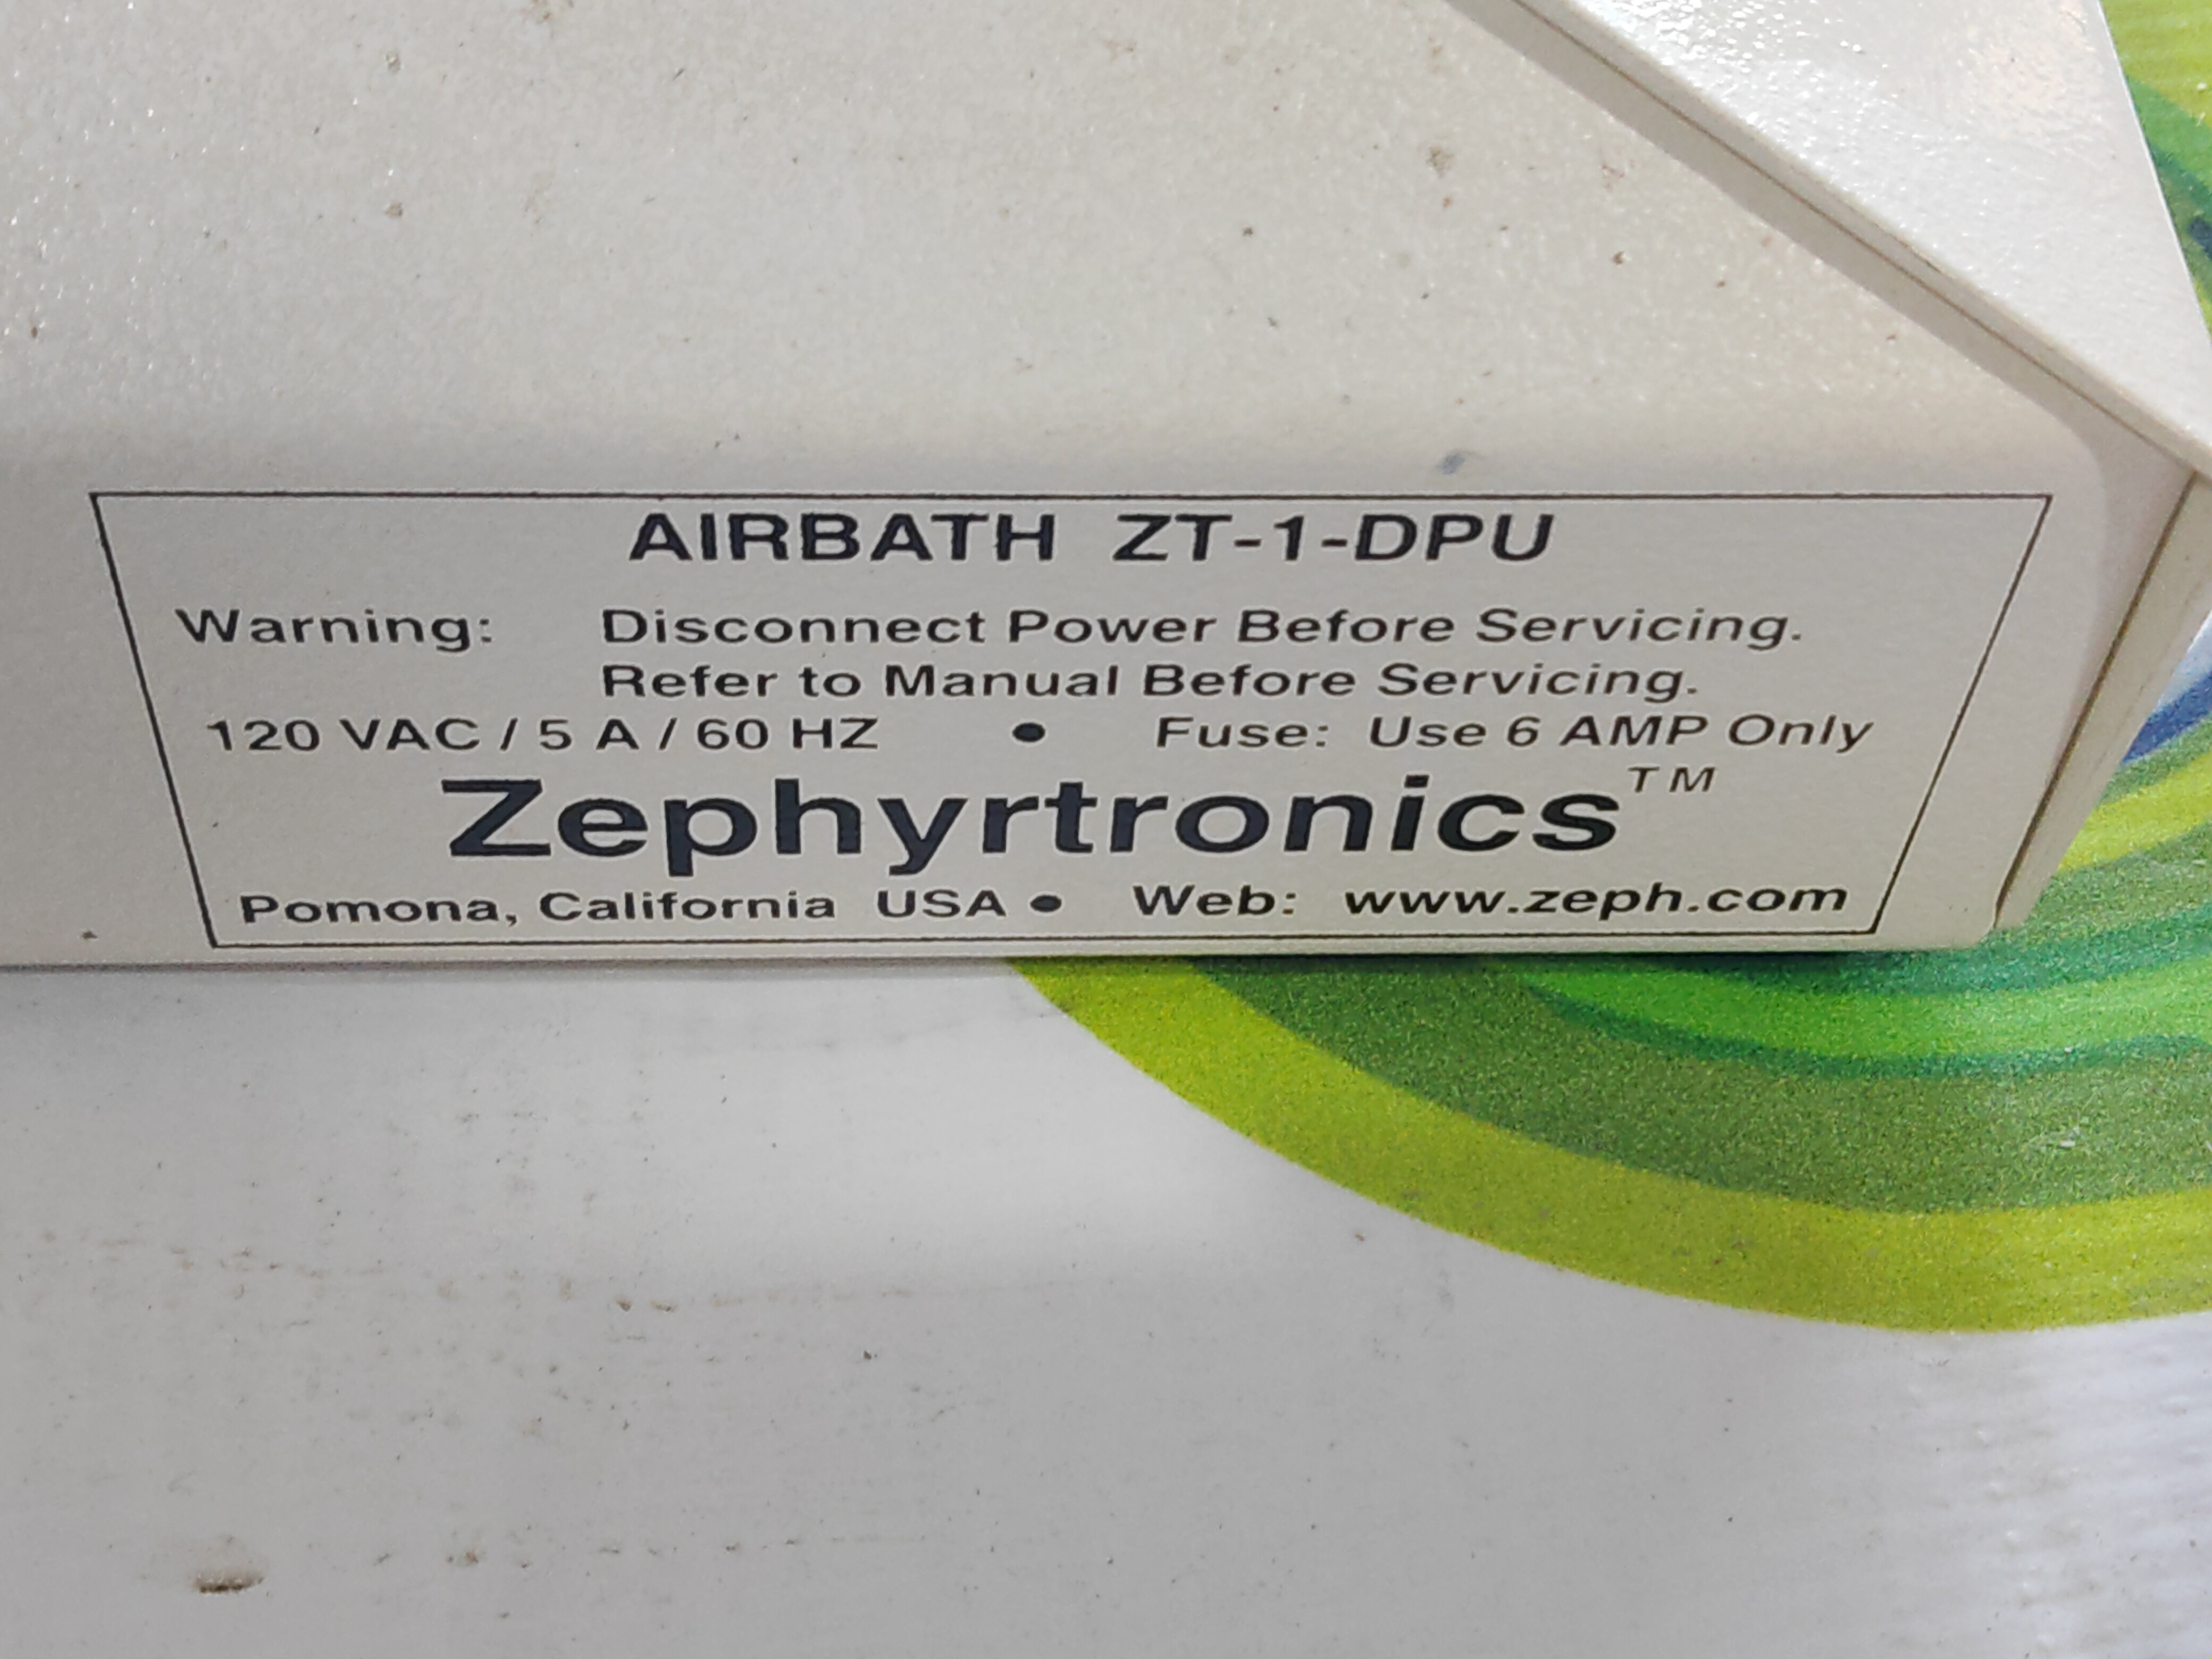 AIRBATH ZT-1-DPU
Warning: Disconnect Power Before Servicing.
Refer to Manual Before Servicing.
120 VAC / 5 A / 60 HZ • Fuse: Use 6 AMP Only
Zephyrtronics™
Pomona, California USA • Web: www.zeph.com